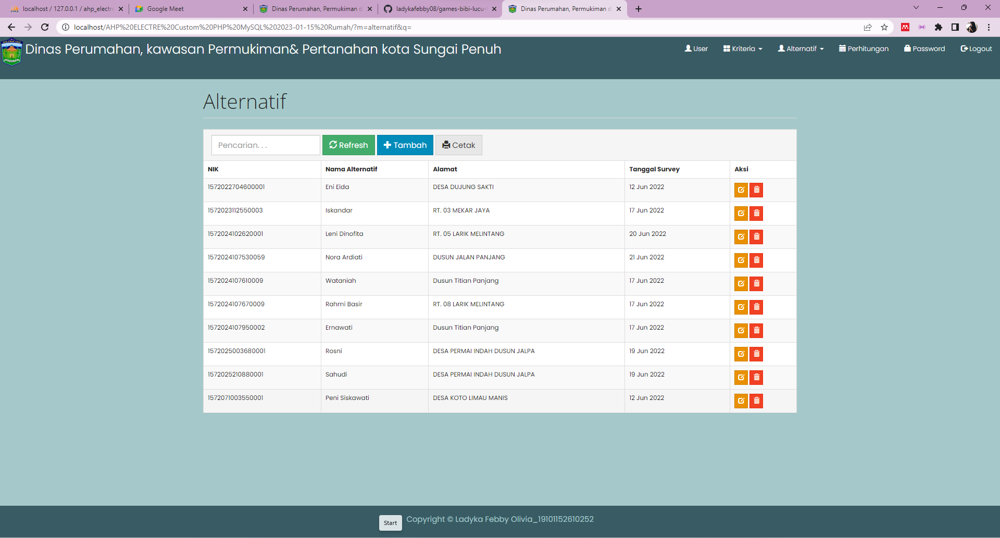 localhost / 127.0.0.1 / ahp_electre
Google Meet
Dinas Perumahan, Permukiman d
ladykafebby08/games-bibi-lucu-
Dinas Perumahan, Permukiman d
localhost/AHP%20ELECTRE%20Custom%20PHP%20MySQL%202023-01-15%20Rumah/?m=alternatif&q=
Dinas Perumahan, kawasan Permukiman& Pertanahan kota Sungai Penuh
User
Kriteria
Alternatif
Perhitungan
Password
Logout
Alternatif
Pencarian. . .
Refresh
Tambah
Cetak
NIK Nama Alternatif Alamat Tanggal Survey Aksi
1572022704600001 Eni Eida DESA DUJUNG SAKTI 12 Jun 2022
1572023112550003 Iskandar RT. 03 MEKAR JAYA 17 Jun 2022
1572024102620001 Leni Dinofita RT. 05 LARIK MELINTANG 20 Jun 2022
1572024107530059 Nora Ardiati DUSUN JALAN PANJANG 21 Jun 2022
1572024107610009 Wataniah Dusun Titian Panjang 17 Jun 2022
1572024107670009 Rahmi Basir RT. 08 LARIK MELINTANG 17 Jun 2022
1572024107950002 Ernawati Dusun Titian Panjang 17 Jun 2022
1572025003680001 Rosni DESA PERMAI INDAH DUSUN JALPA 19 Jun 2022
1572025210880001 Sahudi DESA PERMAI INDAH DUSUN JALPA 19 Jun 2022
1572071003550001 Peni Siskawati DESA KOTO LIMAU MANIS 12 Jun 2022
Start
Copyright © Ladyka Febby Olivia_19101152610252